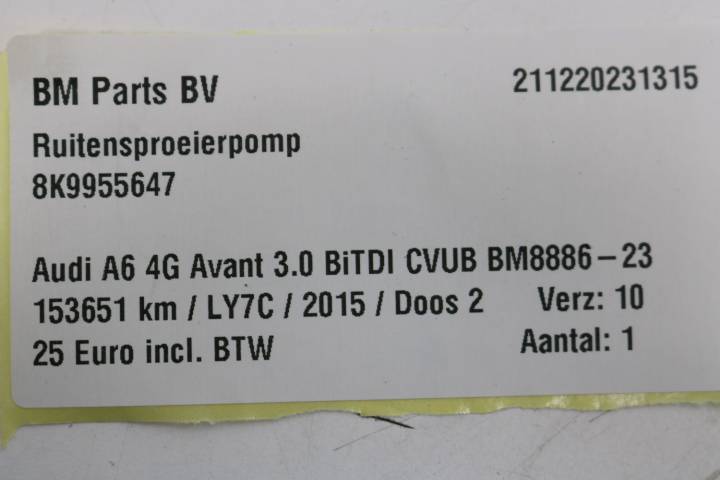 BM Parts BV 211220231315
Ruitensproeierpomp
8K9955647
Audi A6 4G Avant 3.0 BiTDI CVUB BM8886-23
153651 km / LY7C / 2015 / Doos 2 Verz: 10
25 Euro incl. BTW Aantal: 1